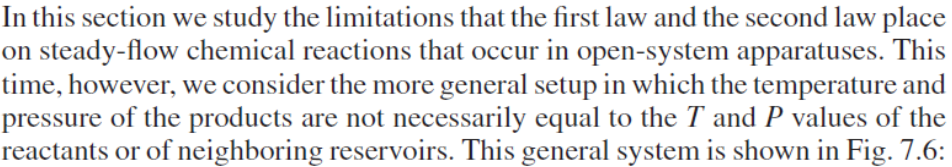 In this section we study the limitations that the first law and the second law place
on steady-flow chemical reactions that occur in open-system apparatuses. This
time, however, we consider the more general setup in which the temperature and
pressure of the products are not necessarily equal to the T and P values of the
reactants or of neighboring reservoirs. This general system is shown in Fig. 7.6: